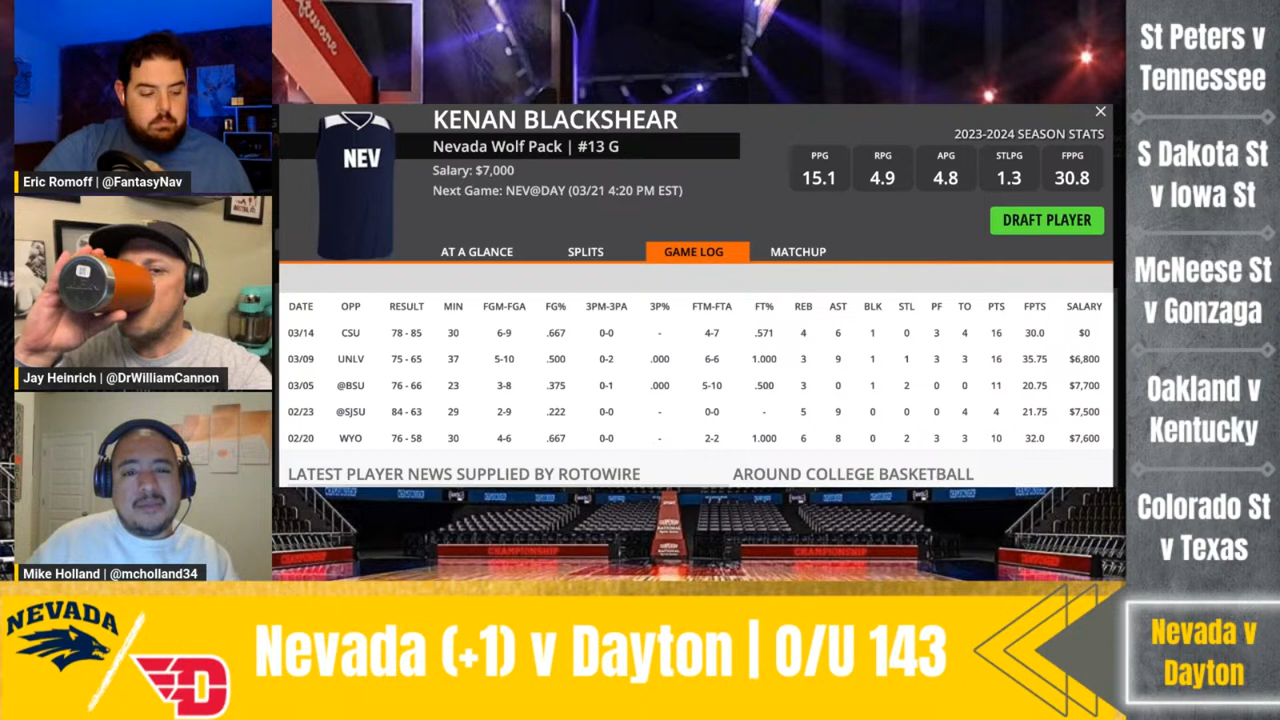 Eric Romoff | @FantasyNav
Jay Heinrich | @DrWilliamCannon
Mike Holland | @mcholland34
NEV
KENAN BLACKSHEAR
Nevada Wolf Pack | #13 G
Salary: $7,000
Next Game: NEV@DAY (03/21 4:20 PM EST)
2023-2024 SEASON STATS
PPG RPG APG STLPG FPPG
15.1 4.9 4.8 1.3 30.8
DRAFT PLAYER
AT A GLANCE SPLITS GAME LOG MATCHUP
DATE OPP RESULT MIN FGM-FGA FG% 3PM-3PA 3P% FTM-FTA FT% REB AST BLK STL PF TO PTS FPTS SALARY
03/14 CSU 78 - 85 30 6-9 .667 0-0 - 4-7 .571 4 6 1 0 3 4 16 30.0 $0
03/09 UNLV 75 - 65 37 5-10 .500 0-2 .000 6-6 1.000 3 9 1 1 3 3 16 35.75 $6,800
03/05 @BSU 76 - 66 23 3-8 .375 0-1 .000 5-10 .500 3 0 1 2 0 0 11 20.75 $7,700
02/23 @SJSU 84 - 63 29 2-9 .222 0-0 - 0-0 - 5 9 0 0 0 4 4 21.75 $7,500
02/20 WYO 76 - 58 30 4-6 .667 0-0 - 2-2 1.000 6 8 0 2 3 3 10 32.0 $7,600
LATEST PLAYER NEWS SUPPLIED BY ROTOWIRE AROUND COLLEGE BASKETBALL
CHAMPIONSHIP
CHAMPIONSHIP
St Peters v
Tennessee
S Dakota St
v Iowa St
McNeese St
v Gonzaga
Oakland v
Kentucky
Colorado St
v Texas
Nevada v
Dayton
NEVADA
D
Nevada (+1) v Dayton | O/U 143